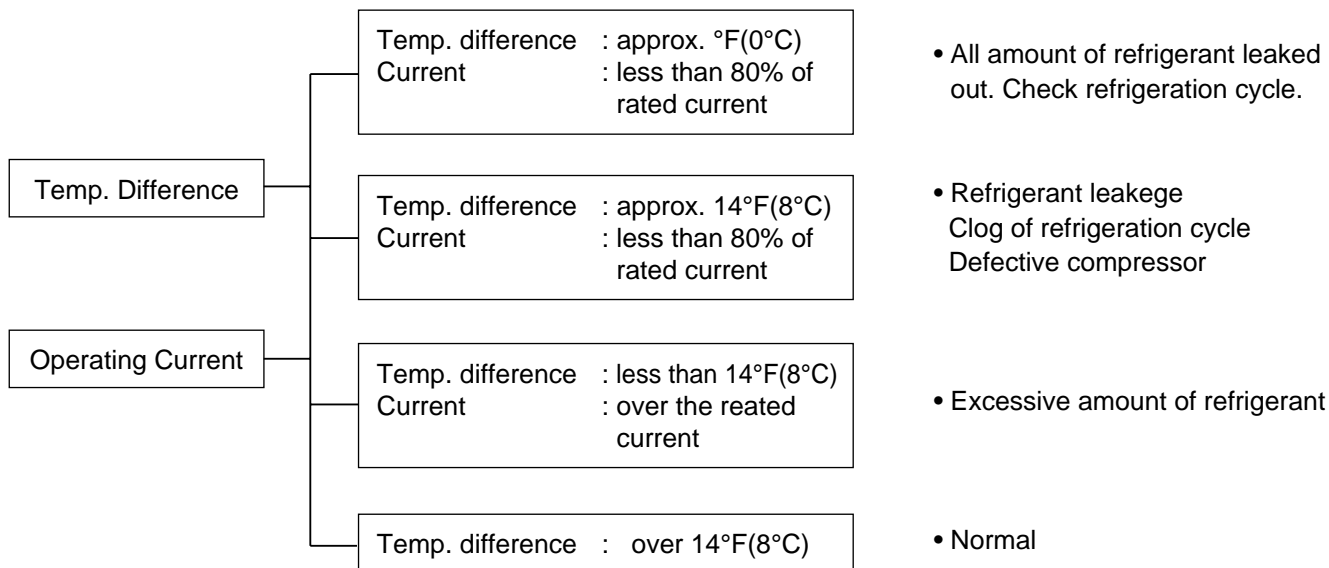 Temp. difference : approx. °F(0°C)
Current : less than 80% of
rated current
• All amount of refrigerant leaked
out. Check refrigeration cycle.
Temp. Difference
Temp. difference : approx. 14°F(8°C)
Current : less than 80% of
rated current
• Refrigerant leakege
Clog of refrigeration cycle
Defective compressor
Operating Current
Temp. difference : less than 14°F(8°C)
Current : over the reated
current
• Excessive amount of refrigerant
Temp. difference : over 14°F(8°C)
• Normal